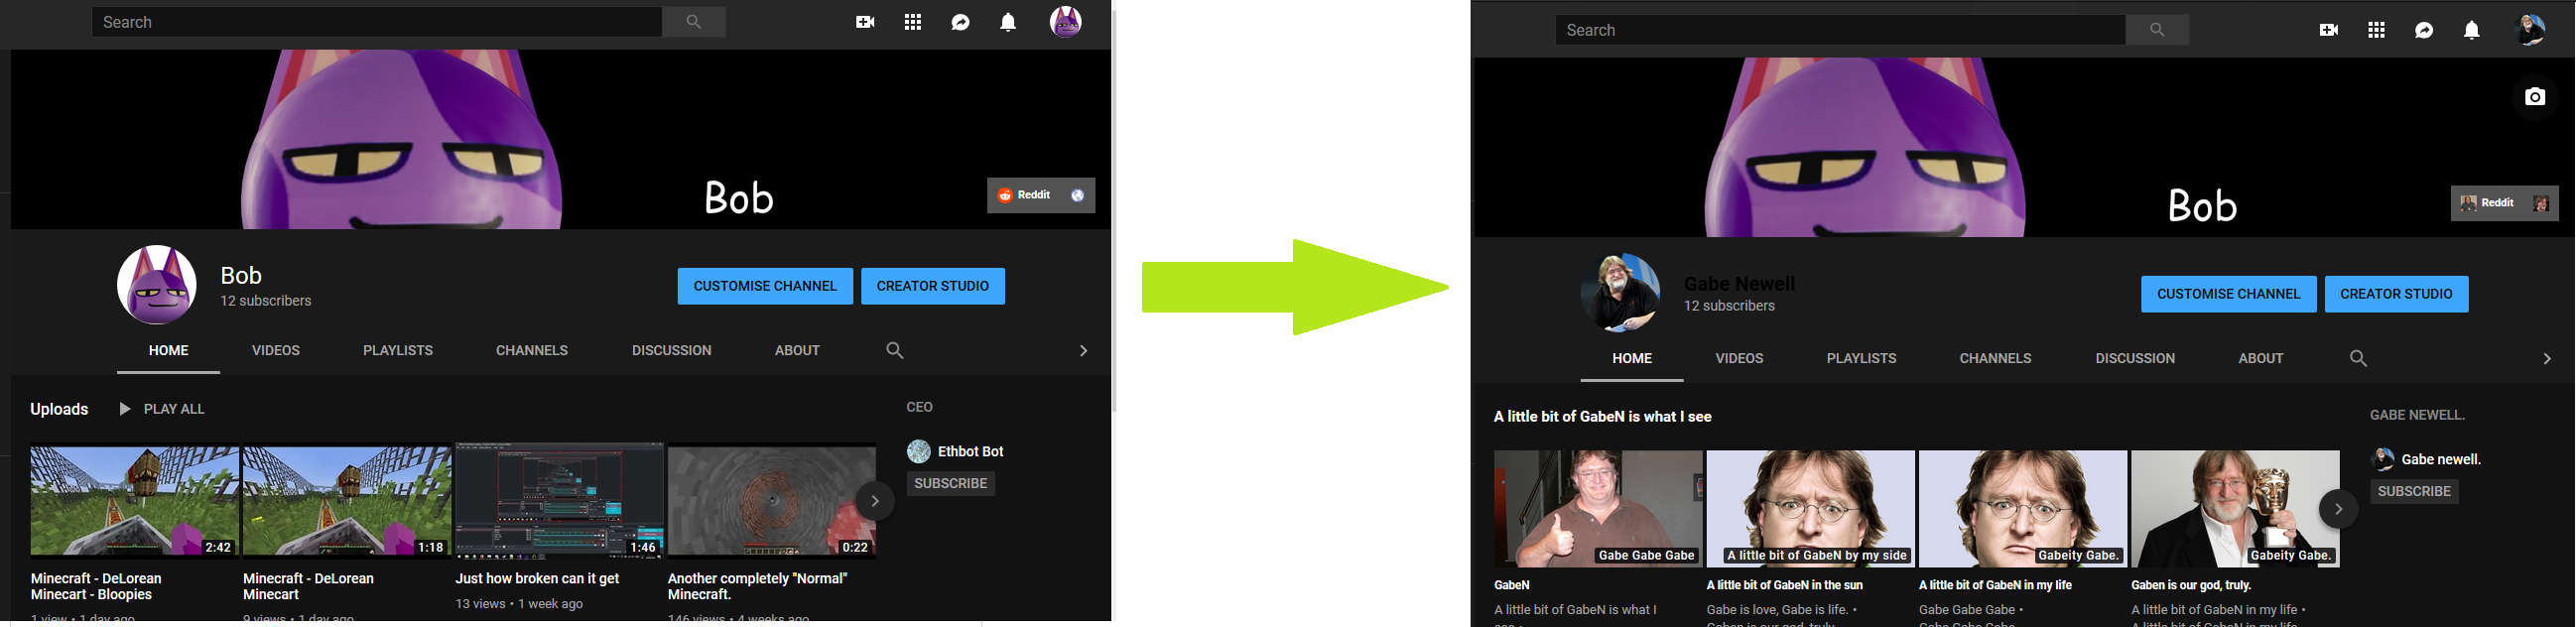 Search
Bob
Reddit
Bob
12 subscribers
CUSTOMISE CHANNEL
CREATOR STUDIO
HOME
VIDEOS
PLAYLISTS
CHANNELS
DISCUSSION
ABOUT
Uploads
PLAY ALL
CEO
Ethbot Bot
SUBSCRIBE
2:42
1:18
1:46
0:22
Minecraft - DeLorean
Minecart - Bloopies
1 view • 1 day ago
Minecraft - DeLorean
Minecart
9 views • 1 day ago
Just how broken can it get
13 views • 1 week ago
Another completely "Normal"
Minecraft.
146 views • 4 weeks ago
Search
Bob
Reddit
Gabe Newell
12 subscribers
CUSTOMISE CHANNEL
CREATOR STUDIO
HOME
VIDEOS
PLAYLISTS
CHANNELS
DISCUSSION
ABOUT
A little bit of GabeN is what I see
GABE NEWELL.
Gabe newell.
SUBSCRIBE
Gabe Gabe Gabe
A little bit of GabeN by my side
Gabeity Gabe.
Gabeity Gabe.
GabeN
A little bit of GabeN is what I
see •
A little bit of GabeN in the sun
Gabe is love, Gabe is life. •
Gaben is our god, truly.
A little bit of GabeN in my life
Gabe Gabe Gabe •
Gabe Gabe Gabe
Gaben is our god, truly.
A little bit of GabeN in my life •
A little bit of GabeN in my life